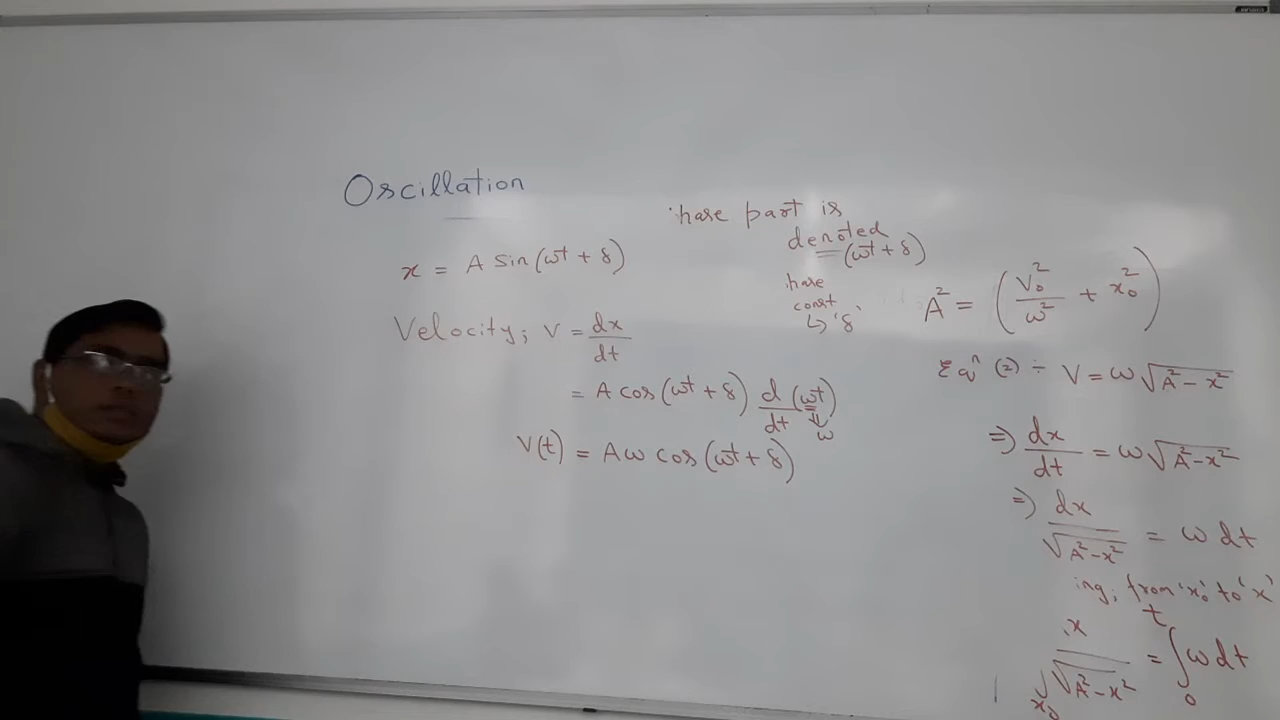 Oscillation
x = A sin(ωt + δ)
Velocity; v = dx/dt
= A cos(ωt + δ) d/dt (ωt)
⇓
ω
V(t) = Aω cos(ωt + δ)
hase part is
denoted
= (ωt + δ)
hase
const
↳ 'δ'
A² = (V₀²/ω² + x₀²)
Eqⁿ (2) ÷ V = ω√(A² – x²)
⇒ dx/dt = ω√(A² – x²)
⇒ dx/√(A² – x²) = ω dt
ing, from 'x₀' to 'x'
∫x₀ x /√(A² – x²) = ∫₀ᵗ ω dt